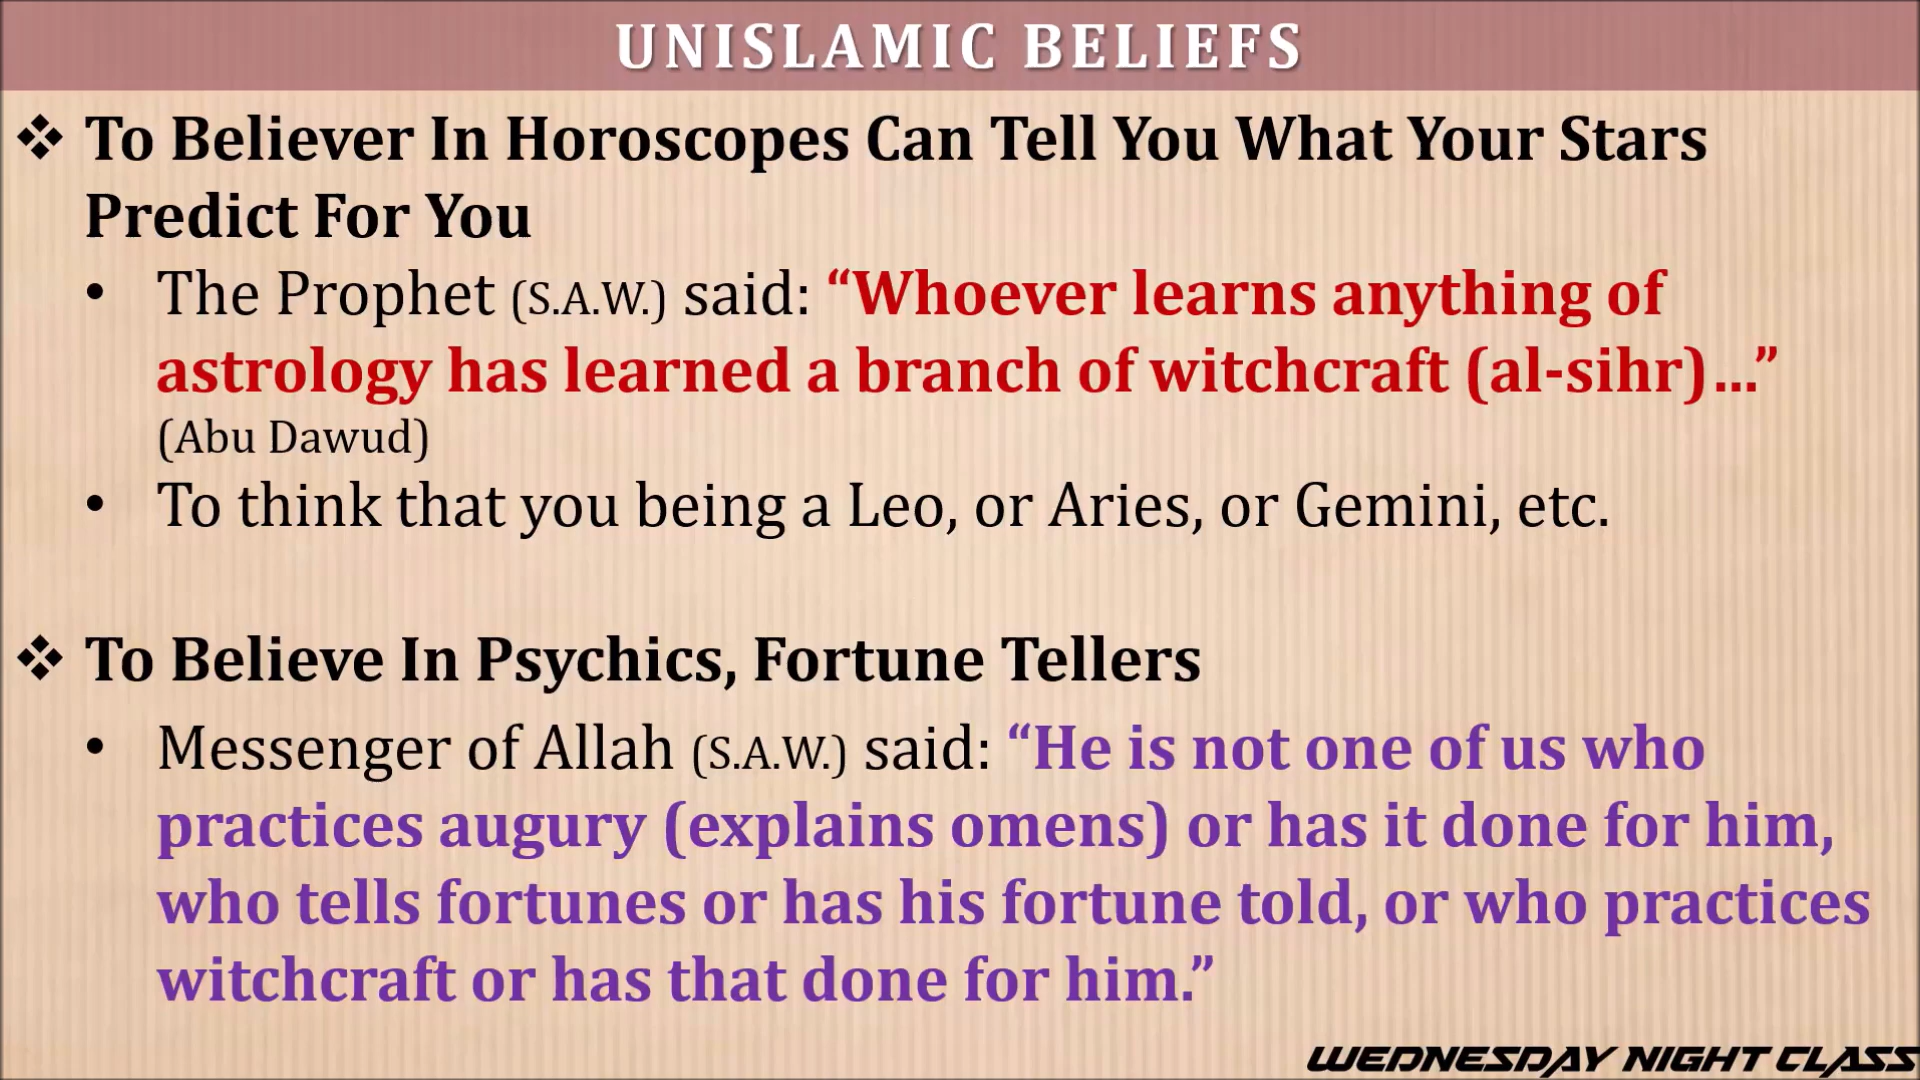 UNISLAMIC BELIEFS
❖ To Believer In Horoscopes Can Tell You What Your Stars
Predict For You
• The Prophet (S.A.W.) said: “Whoever learns anything of
astrology has learned a branch of witchcraft (al-sihr)…”
(Abu Dawud)
• To think that you being a Leo, or Aries, or Gemini, etc.
❖ To Believe In Psychics, Fortune Tellers
• Messenger of Allah (S.A.W.) said: “He is not one of us who
practices augury (explains omens) or has it done for him,
who tells fortunes or has his fortune told, or who practices
witchcraft or has that done for him.”
WEDNESDAY NIGHT CLASS